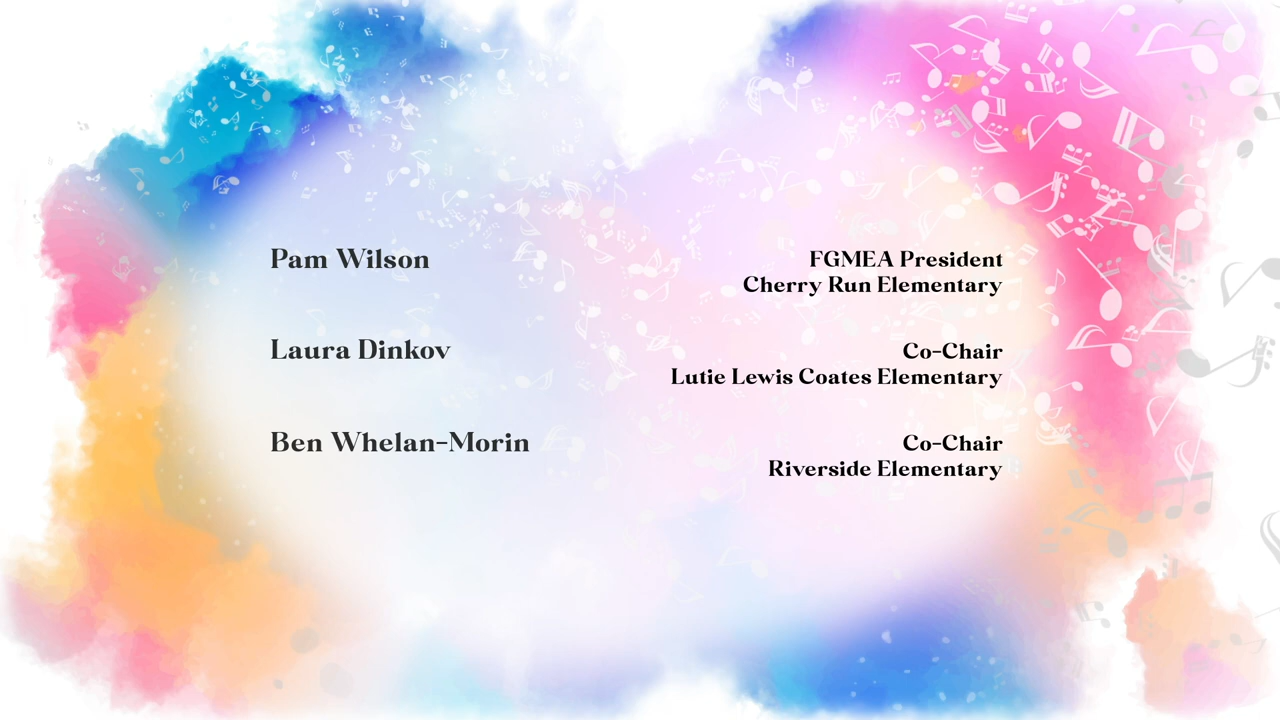 Pam Wilson
FGMEA President
Cherry Run Elementary
Laura Dinkov
Co-Chair
Lutie Lewis Coates Elementary
Ben Whelan-Morin
Co-Chair
Riverside Elementary